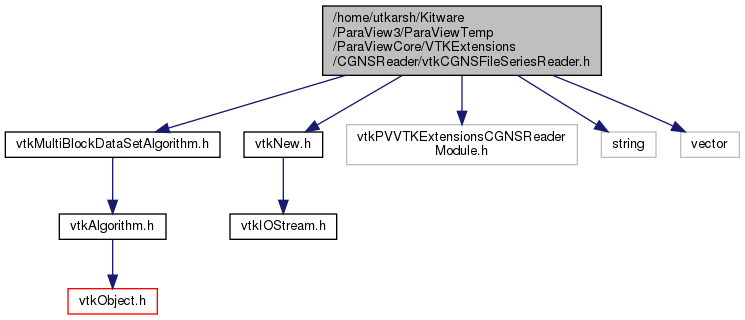 /home/utkarsh/Kitware
/ParaView3/ParaViewTemp
/ParaViewCore/VTKExtensions
/CGNSReader/vtkCGNSFileSeriesReader.h
vtkMultiBlockDataSetAlgorithm.h
vtkNew.h
vtkPVVTKExtensionsCGNSReader
Module.h
string
vector
vtkAlgorithm.h
vtkIOStream.h
vtkObject.h